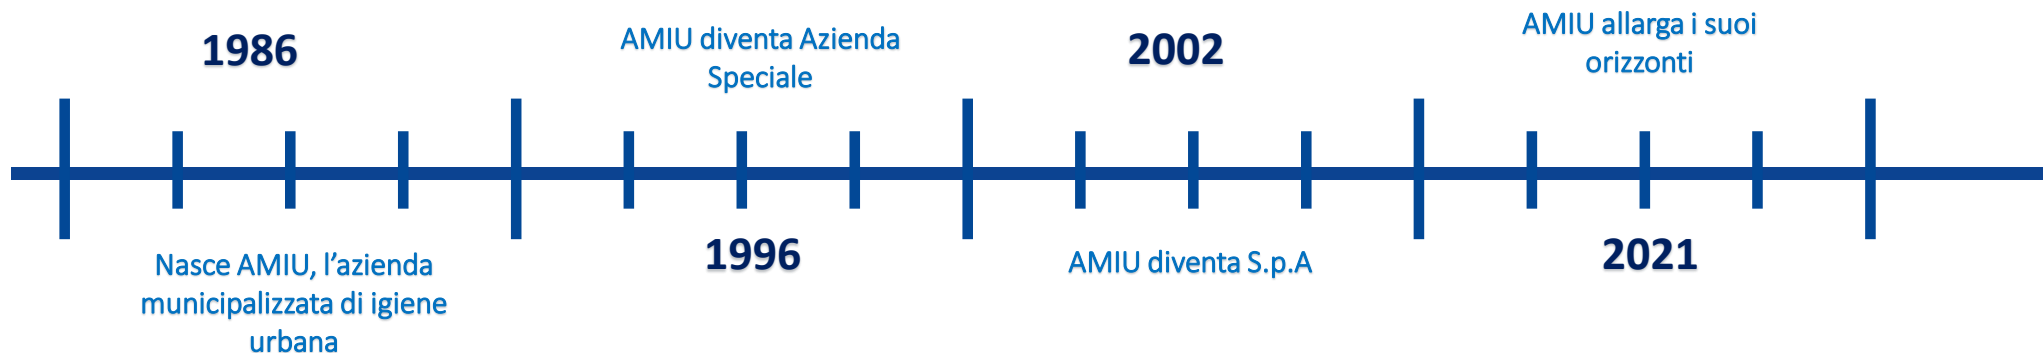 1986
Nasce AMIU, l’azienda
municipalizzata di igiene
urbana
AMIU diventa Azienda
Speciale
1996
2002
AMIU diventa S.p.A
AMIU allarga i suoi
orizzonti
2021